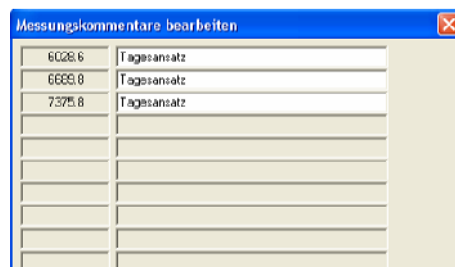 Messungskommentare bearbeiten
6028.6 Tagesansatz
6689.8 Tagesansatz
7375.8 Tagesansatz